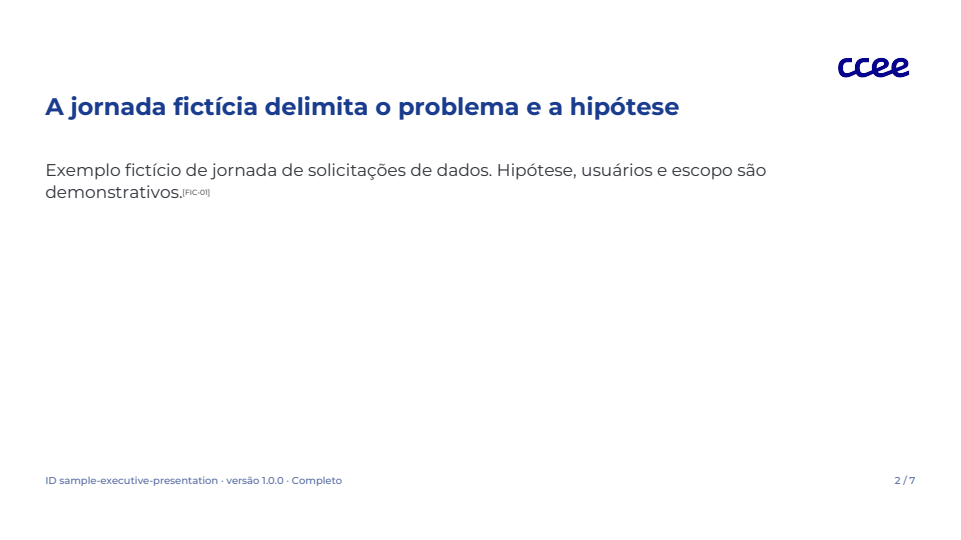 ccee
A jornada fictícia delimita o problema e a hipótese
Exemplo fictício de jornada de solicitações de dados. Hipótese, usuários e escopo são
demonstrativos.[FIC-01]
ID sample-executive-presentation · versão 1.0.0 · Completo
2 / 7